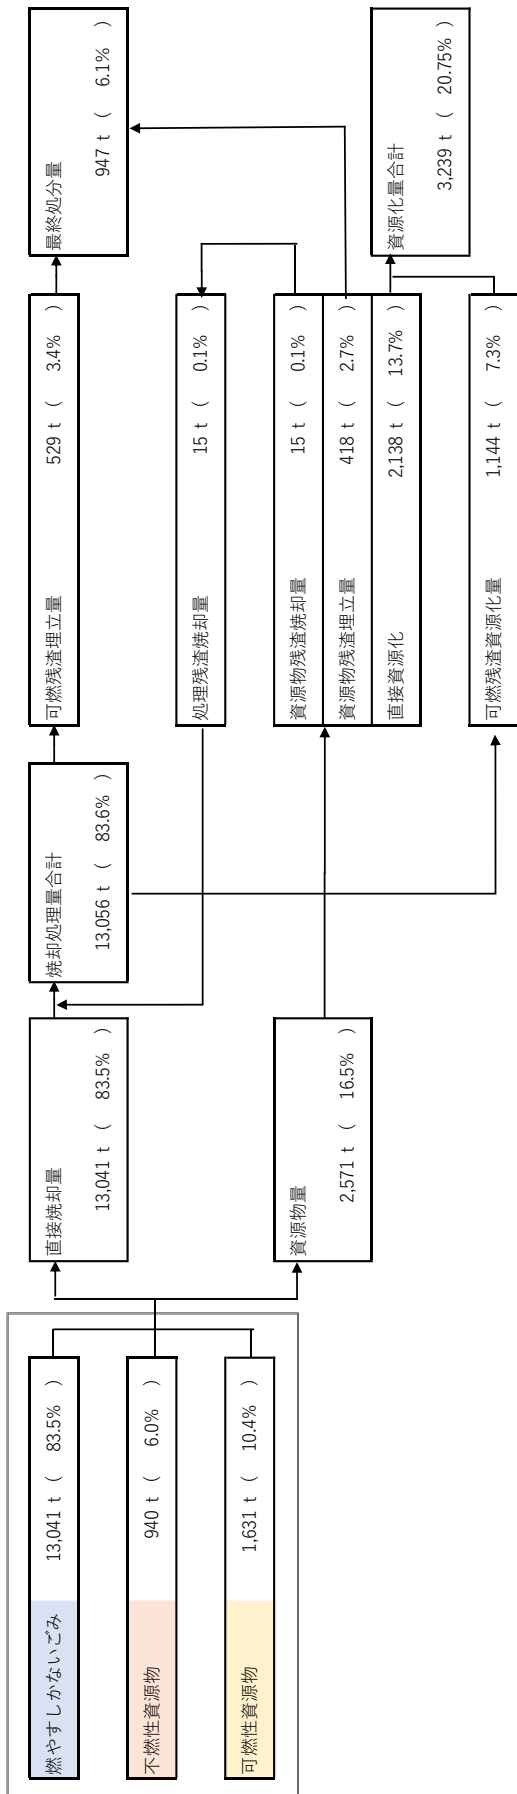 燃やすしかないごみ 13,041 t ( 83.5% )
不燃性資源物 940 t ( 6.0% )
可燃性資源物 1,631 t ( 10.4% )
直接焼却量
13,041 t ( 83.5% )
資源物量
2,571 t ( 16.5% )
焼却処理量合計
13,056 t ( 83.6% )
可燃残渣埋立量 529 t ( 3.4% )
処理残渣焼却量 15 t ( 0.1% )
資源物残渣焼却量 15 t ( 0.1% )
資源物残渣埋立量 418 t ( 2.7% )
直接資源化 2,138 t ( 13.7% )
可燃残渣資源化量 1,144 t ( 7.3% )
最終処分量
947 t ( 6.1% )
資源化量合計
3,239 t ( 20.75% )